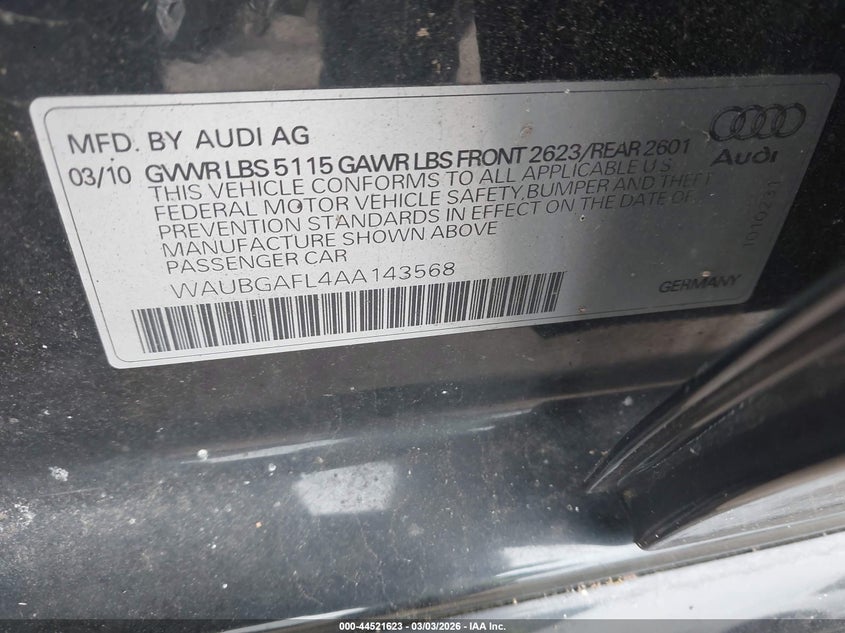 MFD. BY AUDI AG
03/10 GVWR LBS 5115 GAWR LBS FRONT 2623/REAR 2601
THIS VEHICLE CONFORMS TO ALL APPLICABLE U.S.
FEDERAL MOTOR VEHICLE SAFETY, BUMPER AND THEFT
PREVENTION STANDARDS IN EFFECT ON THE DATE OF
MANUFACTURE SHOWN ABOVE
PASSENGER CAR
WAUBGAFL4AA143568
Audi
1010231
GERMANY
000-44521623 - 03/03/2026 - IAA Inc.